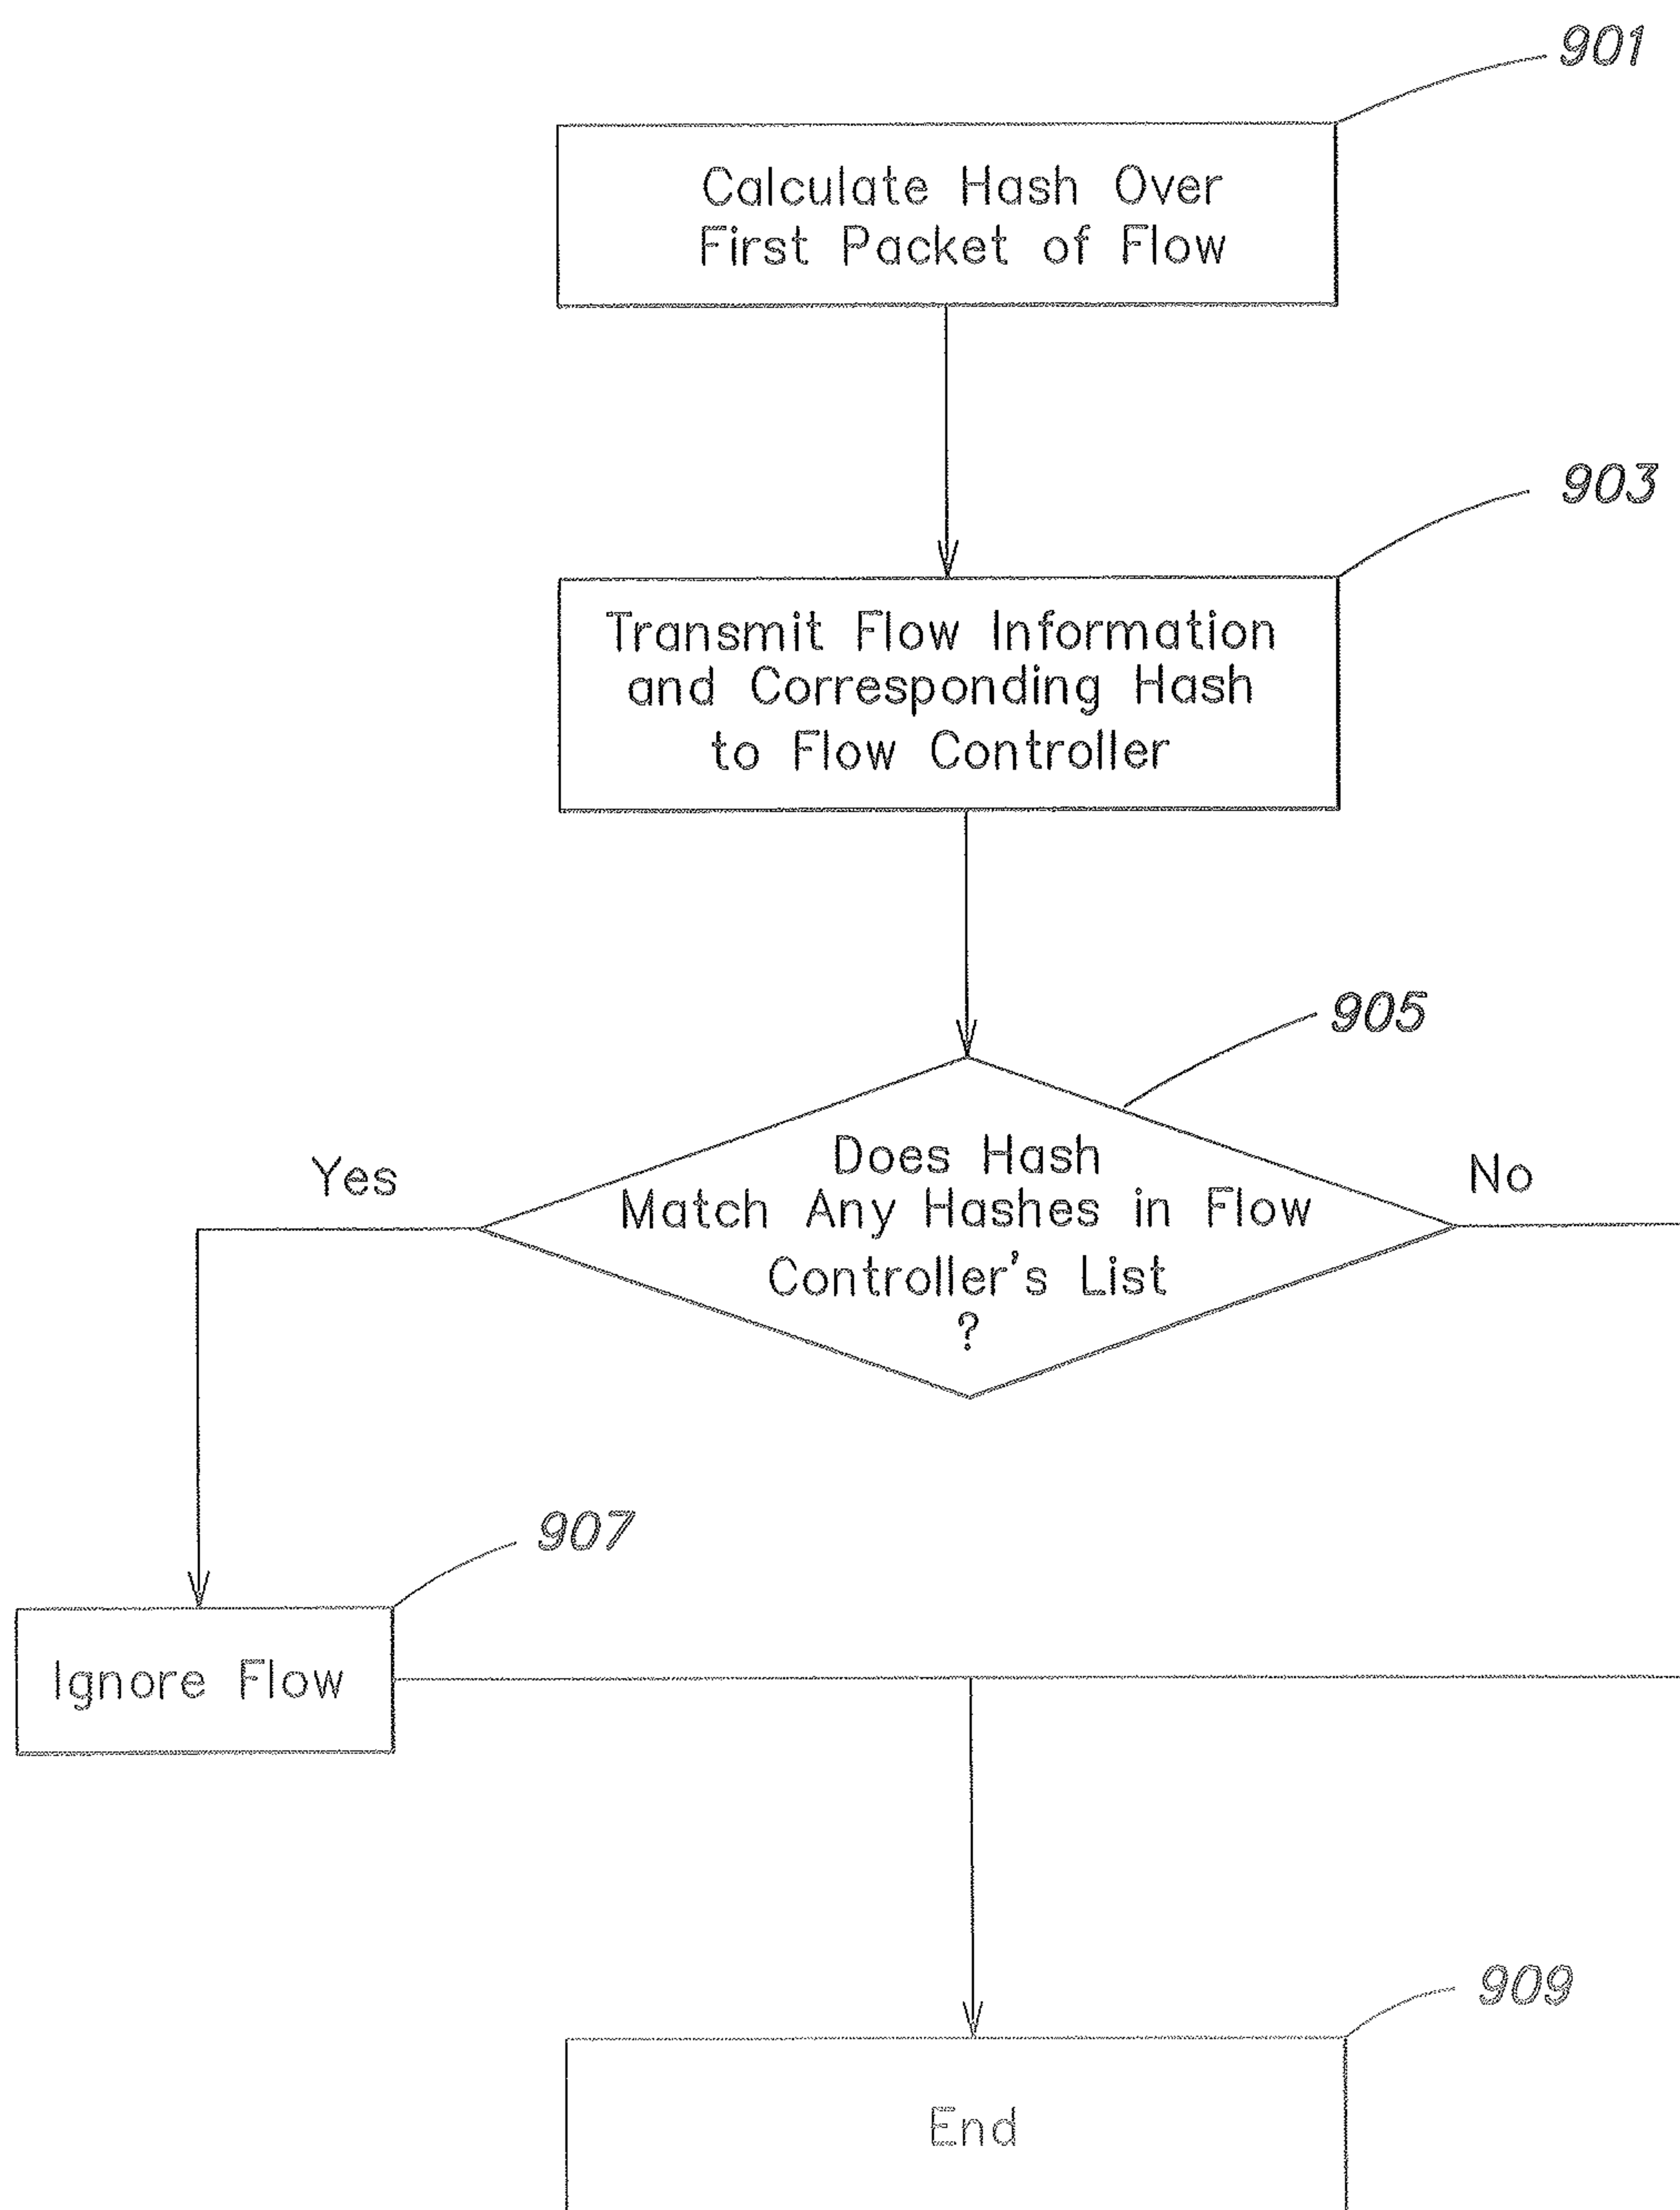 901
Calculate Hash Over
First Packet of Flow
903
Transmit Flow Information
and Corresponding Hash
to Flow Controller
905
Does Hash
Match Any Hashes in Flow
Controller's List
?
Yes
No
907
Ignore Flow
909
End